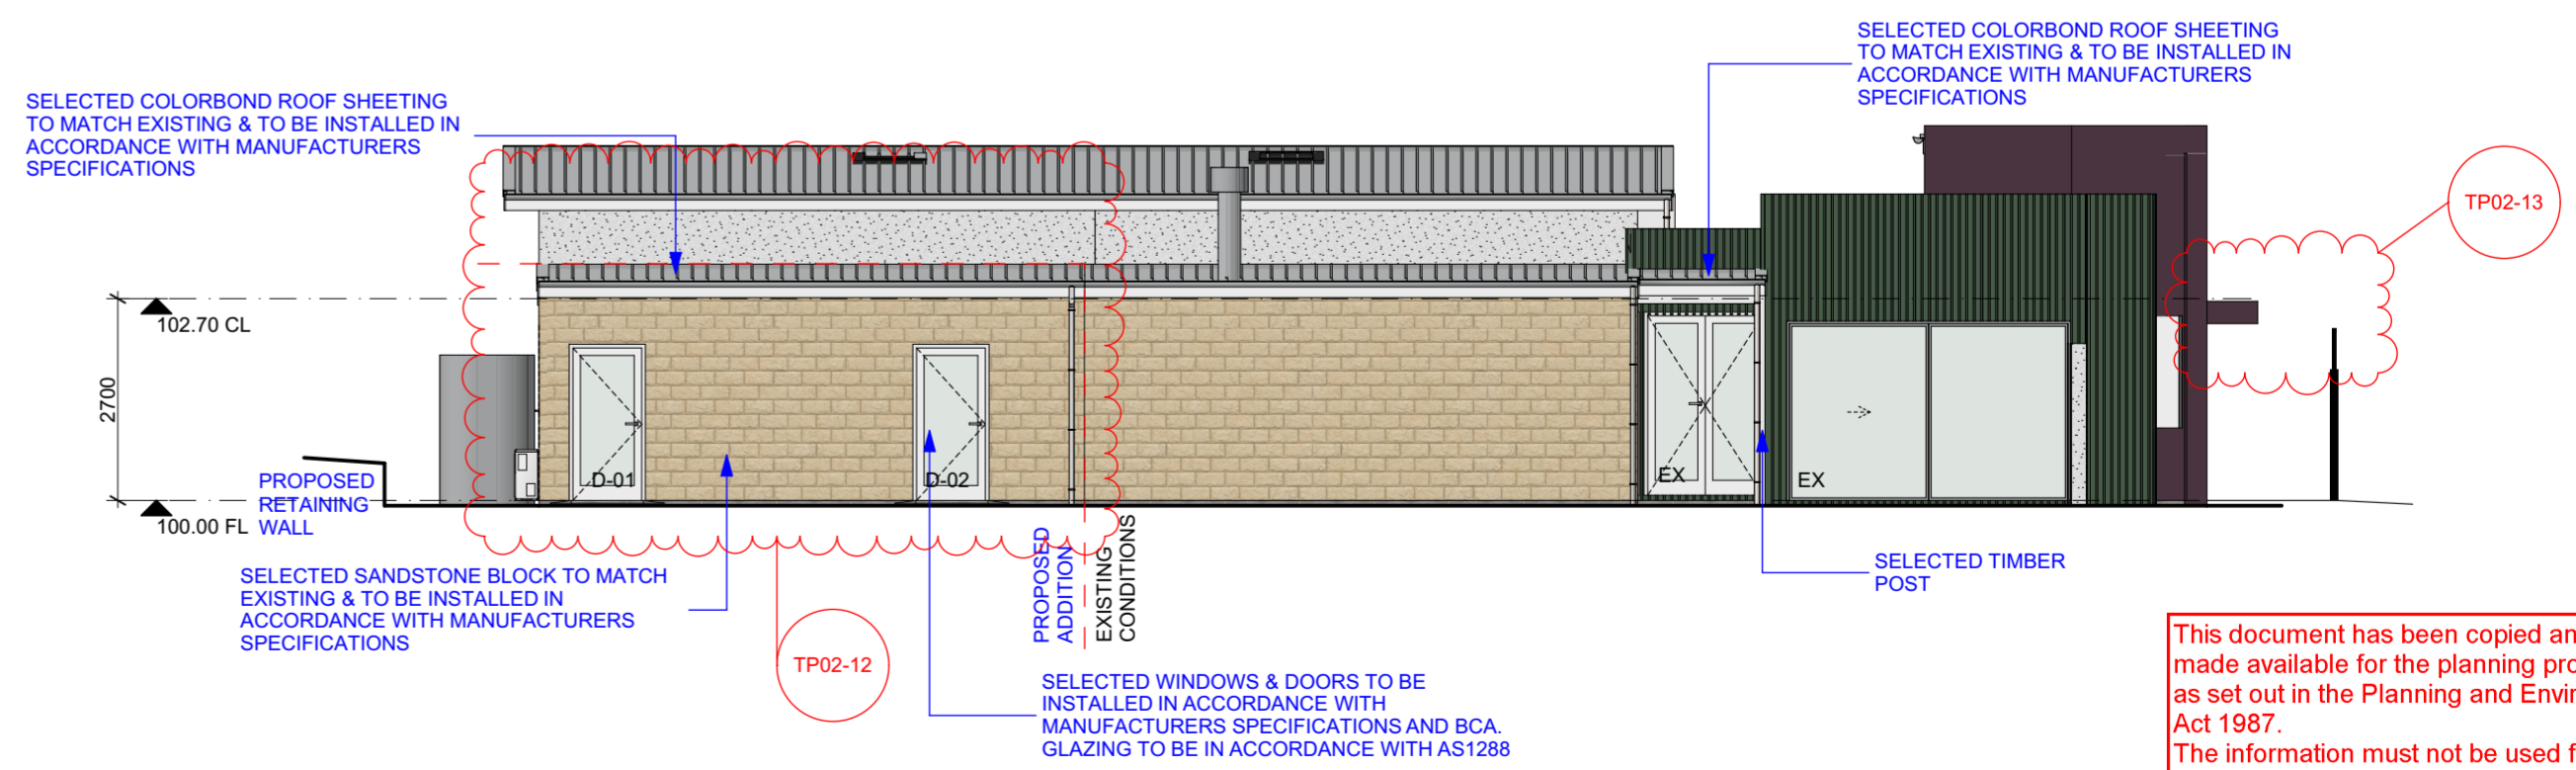 SELECTED COLORBOND ROOF SHEETING
TO MATCH EXISTING & TO BE INSTALLED IN
ACCORDANCE WITH MANUFACTURERS
SPECIFICATIONS
SELECTED COLORBOND ROOF SHEETING
TO MATCH EXISTING & TO BE INSTALLED IN
ACCORDANCE WITH MANUFACTURERS
SPECIFICATIONS
TP02-13
102.70 CL
2700
100.00 FL
PROPOSED
RETAINING
WALL
D-01
D-02
EX
EX
PROPOSED
ADDITION
EXISTING
CONDITIONS
SELECTED TIMBER
POST
SELECTED SANDSTONE BLOCK TO MATCH
EXISTING & TO BE INSTALLED IN
ACCORDANCE WITH MANUFACTURERS
SPECIFICATIONS
TP02-12
SELECTED WINDOWS & DOORS TO BE
INSTALLED IN ACCORDANCE WITH
MANUFACTURERS SPECIFICATIONS AND BCA.
GLAZING TO BE IN ACCORDANCE WITH AS1288
This document has been copied
made available for the planning
as set out in the Planning and
Act 1987.
The information must not be used